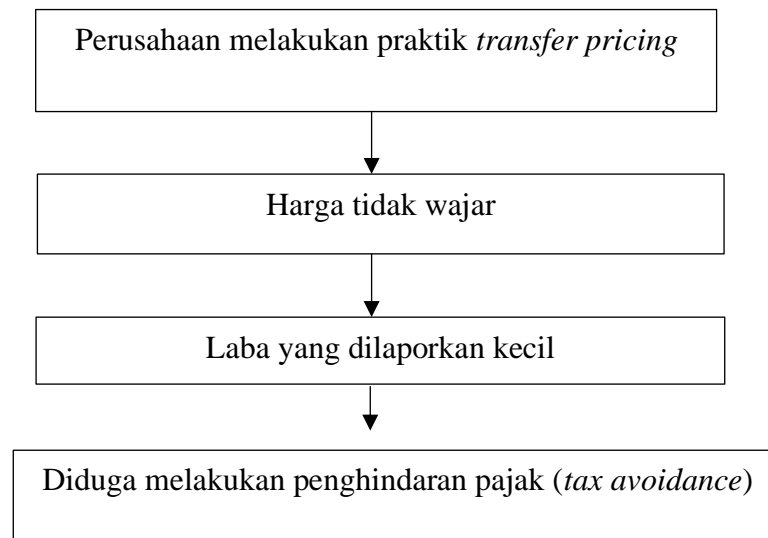 Perusahaan melakukan praktik transfer pricing
Harga tidak wajar
Laba yang dilaporkan kecil
Diduga melakukan penghindaran pajak (tax avoidance)